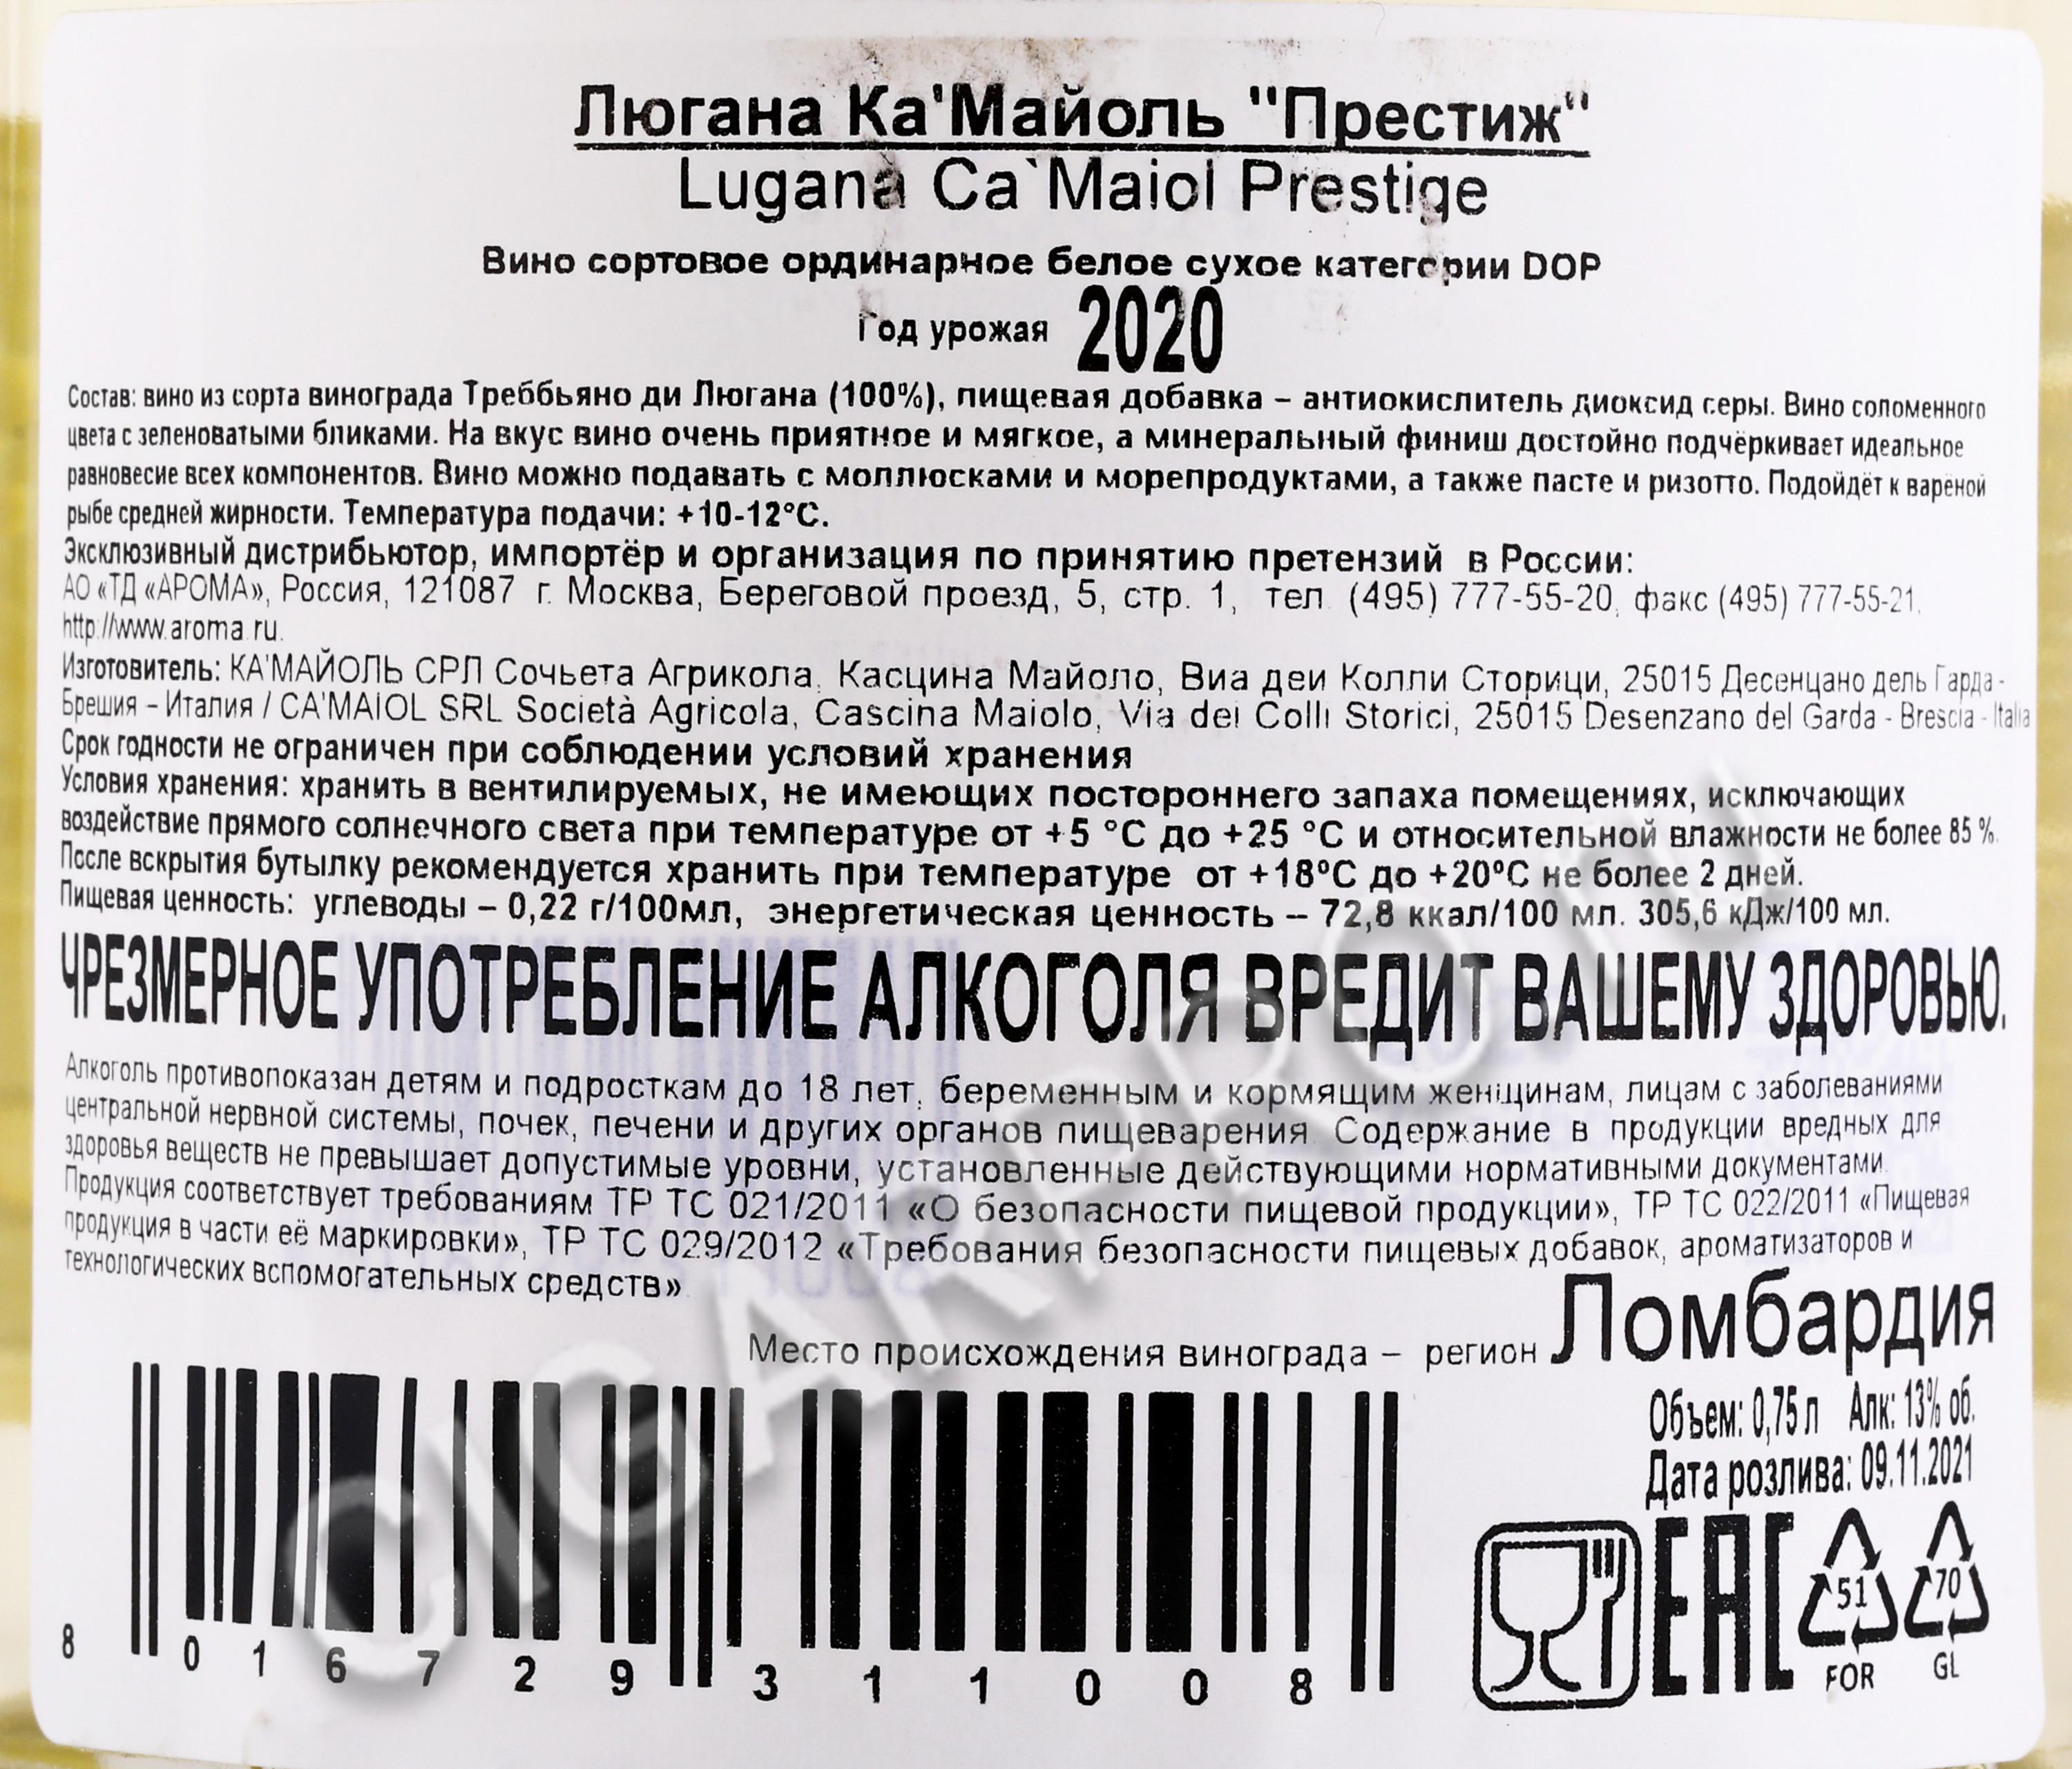 Люгана Ка'Майоль "Престиж"
Lugana Ca`Maiol Prestige
Вино сортовое ординарное белое сухое категории DOP
Год урожая 2020
Состав: вино из сорта винограда Треббьяно ди Люгана (100%), пищевая добавка – антиокислитель диоксид серы. Вино соломенного
цвета с зеленоватыми бликами. На вкус вино очень приятное и мягкое, а минеральный финиш достойно подчёркивает идеальное
равновесие всех компонентов. Вино можно подавать с моллюсками и морепродуктами, а также пасте и ризотто. Подойдёт к варёной
рыбе средней жирности. Температура подачи: +10-12°C.
Эксклюзивный дистрибьютор, импортёр и организация по принятию претензий в России:
АО «ТД «АРОМА», Россия, 121087 г. Москва, Береговой проезд, 5, стр. 1, тел. (495) 777-55-20, факс (495) 777-55-21,
http://www.aroma.ru.
Изготовитель: КА'МАЙОЛЬ СРЛ Сочьета Агрикола, Касцина Майоло, Виа деи Колли Сторици, 25015 Десенцано дель Гарда -
Брешия – Италия / CA'MAIOL SRL Società Agricola, Cascina Maiolo, Via dei Colli Storici, 25015 Desenzano del Garda - Brescia - Italia
Срок годности не ограничен при соблюдении условий хранения
Условия хранения: хранить в вентилируемых, не имеющих постороннего запаха помещениях, исключающих
воздействие прямого солнечного света при температуре от +5 °C до +25 °C и относительной влажности не более 85 %.
После вскрытия бутылку рекомендуется хранить при температуре от +18ºC до +20ºC не более 2 дней.
Пищевая ценность: углеводы – 0,22 г/100мл, энергетическая ценность – 72,8 ккал/100 мл. 305,6 кДж/100 мл.
ЧРЕЗМЕРНОЕ УПОТРЕБЛЕНИЕ АЛКОГОЛЯ ВРЕДИТ ВАШЕМУ ЗДОРОВЬЮ.
Алкоголь противопоказан детям и подросткам до 18 лет, беременным и кормящим женщинам, лицам с заболеваниями
центральной нервной системы, почек, печени и других органов пищеварения. Содержание в продукции вредных для
здоровья веществ не превышает допустимые уровни, установленные действующими нормативными документами.
Продукция соответствует требованиям ТР ТС 021/2011 «О безопасности пищевой продукции», ТР ТС 022/2011 «Пищевая
продукция в части её маркировки», ТР ТС 029/2012 «Требования безопасности пищевых добавок, ароматизаторов и
технологических вспомогательных средств»
Место происхождения винограда – регион Ломбардия
Объем: 0,75 л Алк: 13% об.
Дата розлива: 09.11.2021
8 016729 311008
EAC
51 70
FOR GL
CIGARPRO.ru